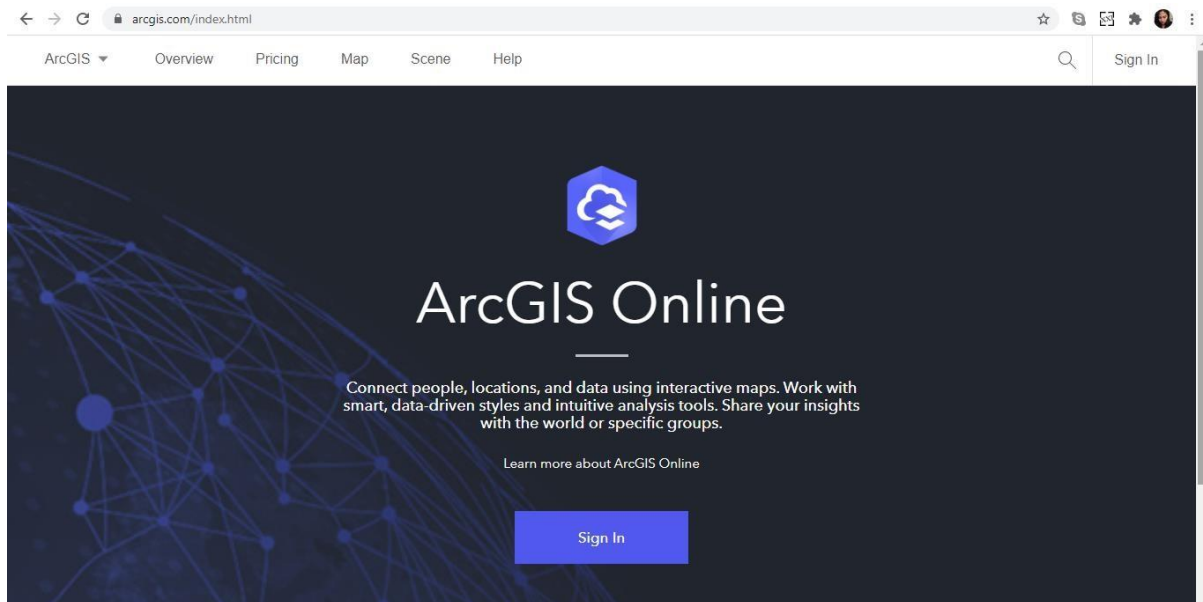 arcgis.com/index.html
ArcGIS Overview Pricing Map Scene Help Sign In
ArcGIS Online
Connect people, locations, and data using interactive maps. Work with
smart, data-driven styles and intuitive analysis tools. Share your insights
with the world or specific groups.
Learn more about ArcGIS Online
Sign In